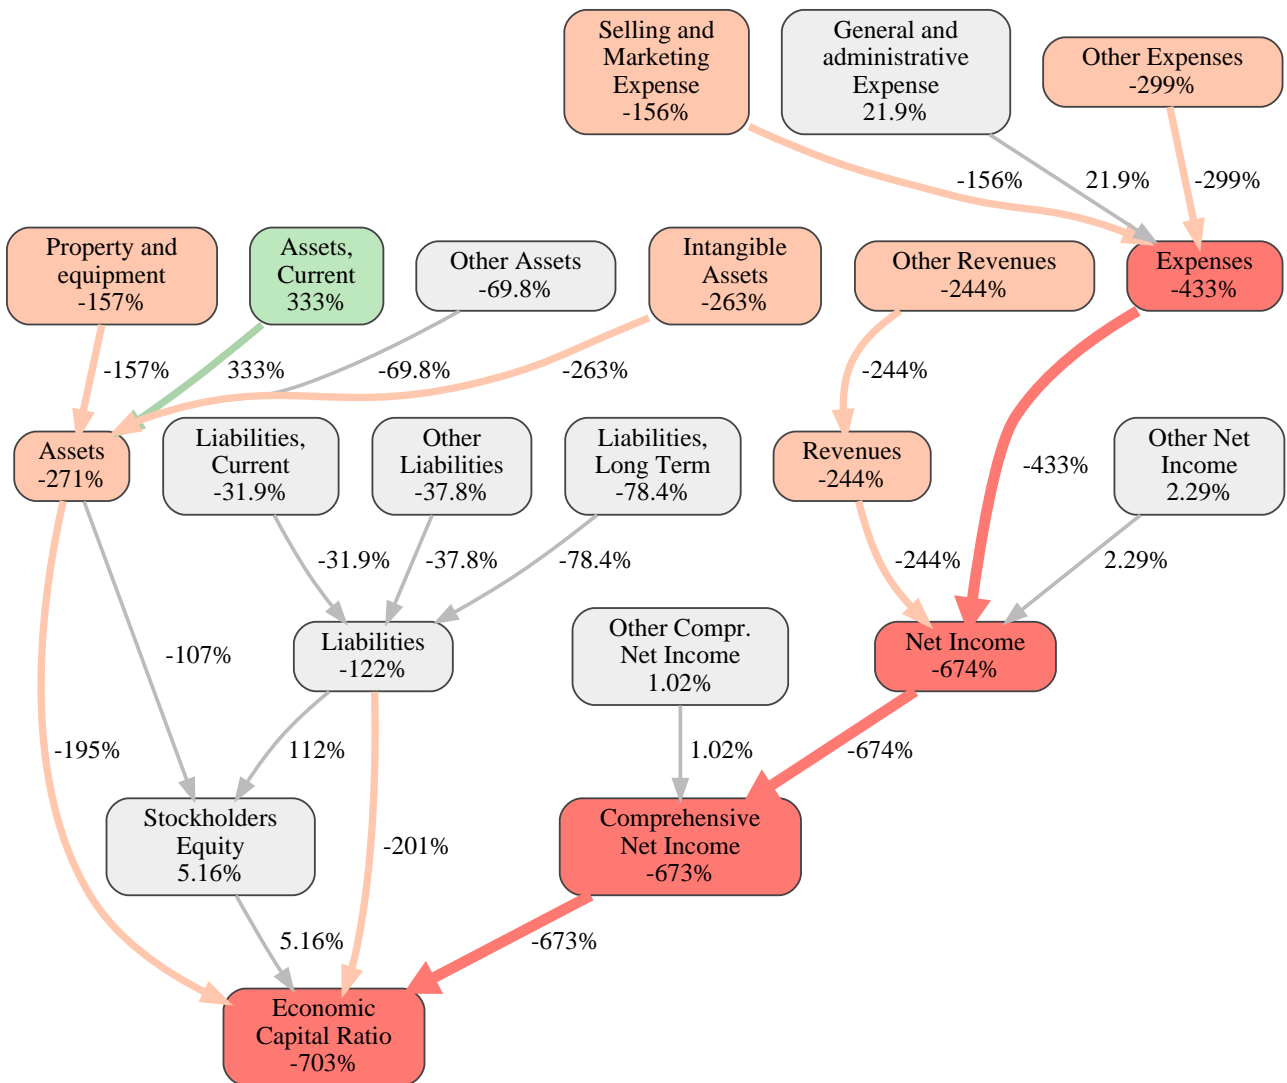 Selling and
Marketing
Expense
-156%
General and
administrative
Expense
21.9%
Other Expenses
-299%
-156%
21.9%
-299%
Property and
equipment
-157%
Assets,
Current
333%
Other Assets
-69.8%
Intangible
Assets
-263%
Other Revenues
-244%
Expenses
-433%
-157%
333%
-69.8%
-263%
-244%
-433%
Assets
-271%
Liabilities,
Current
-31.9%
Other
Liabilities
-37.8%
Liabilities,
Long Term
-78.4%
Revenues
-244%
Other Net
Income
2.29%
-31.9%
-37.8%
-78.4%
-244%
2.29%
-107%
Liabilities
-122%
Other Compr.
Net Income
1.02%
Net Income
-674%
-195%
112%
-201%
1.02%
-674%
Stockholders
Equity
5.16%
Comprehensive
Net Income
-673%
5.16%
-673%
Economic
Capital Ratio
-703%